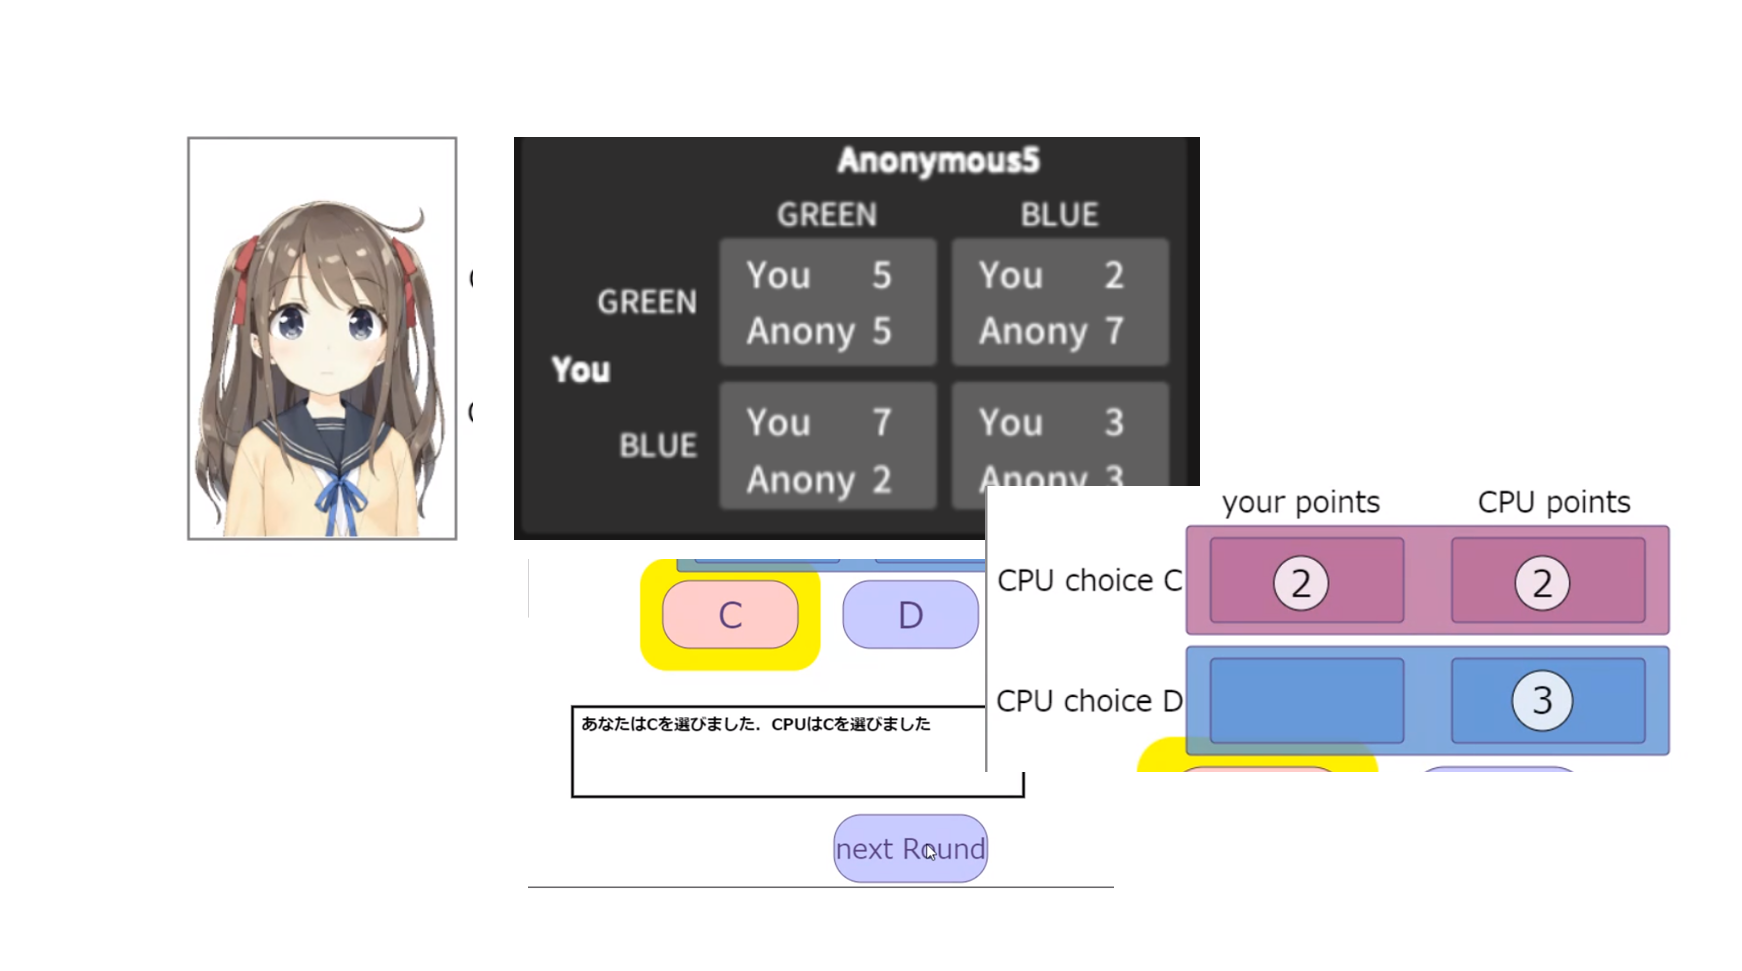 Anonymous5
GREEN BLUE
You 5 You 2
GREEN
Anony 5 Anony 7
You
You 7 You 3
BLUE
Anony 2 Anony 3
your points CPU points
CPU choice C 2 2
C D
CPU choice D 3
あなたはCを選びました. CPUはCを選びました
next Round